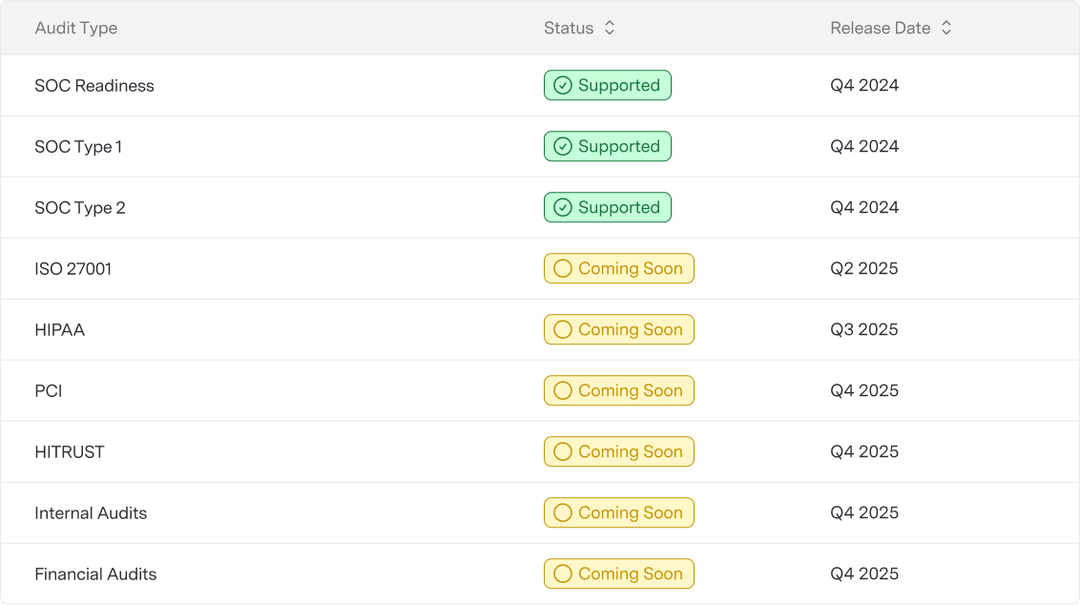 Audit Type Status Release Date
SOC Readiness Supported Q4 2024
SOC Type 1 Supported Q4 2024
SOC Type 2 Supported Q4 2024
ISO 27001 Coming Soon Q2 2025
HIPAA Coming Soon Q3 2025
PCI Coming Soon Q4 2025
HITRUST Coming Soon Q4 2025
Internal Audits Coming Soon Q4 2025
Financial Audits Coming Soon Q4 2025